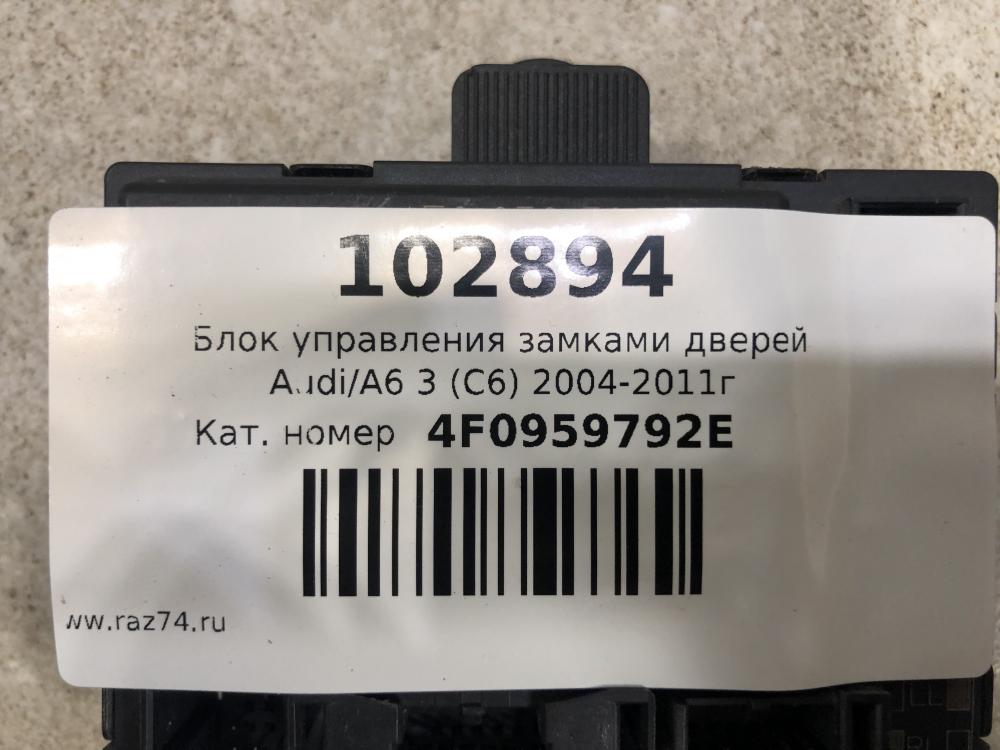 102894
Блок управления замками дверей
Audi/A6 3 (C6) 2004-2011г
Кат. номер 4F0959792E
ww.raz74.ru